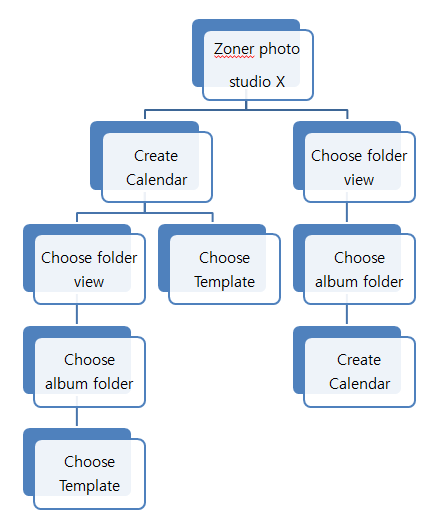 Zoner photo
studio X
Create
Calendar
Choose folder
view
Choose folder
view
Choose
Template
Choose
album folder
Choose
album folder
Create
Calendar
Choose
Template